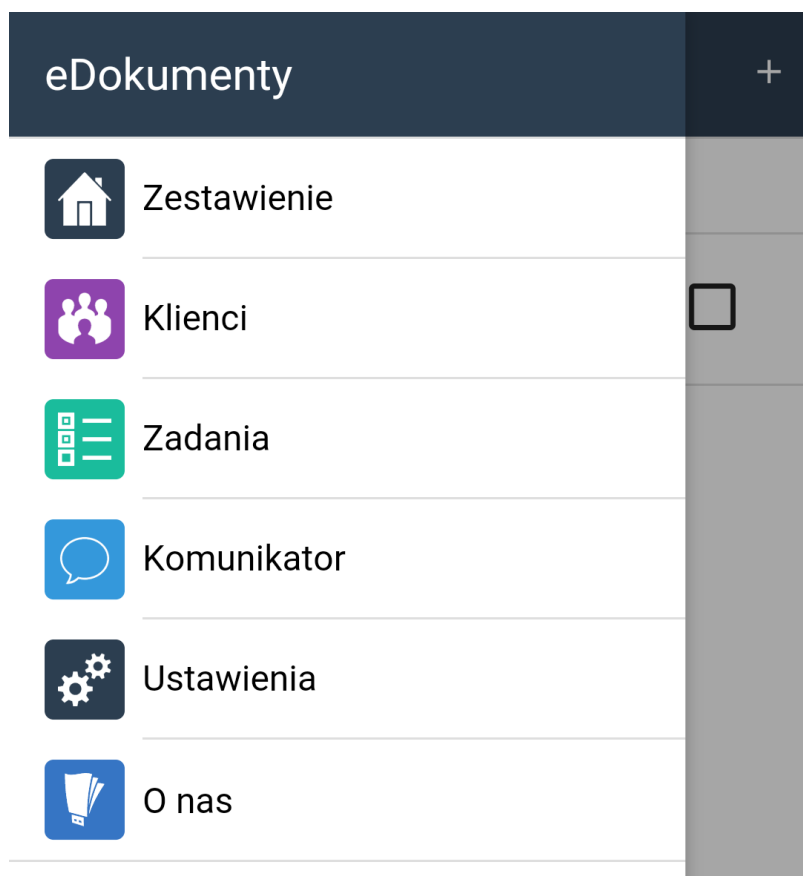 eDokumenty
+
Zestawienie
Klienci
Zadania
Komunikator
Ustawienia
O nas